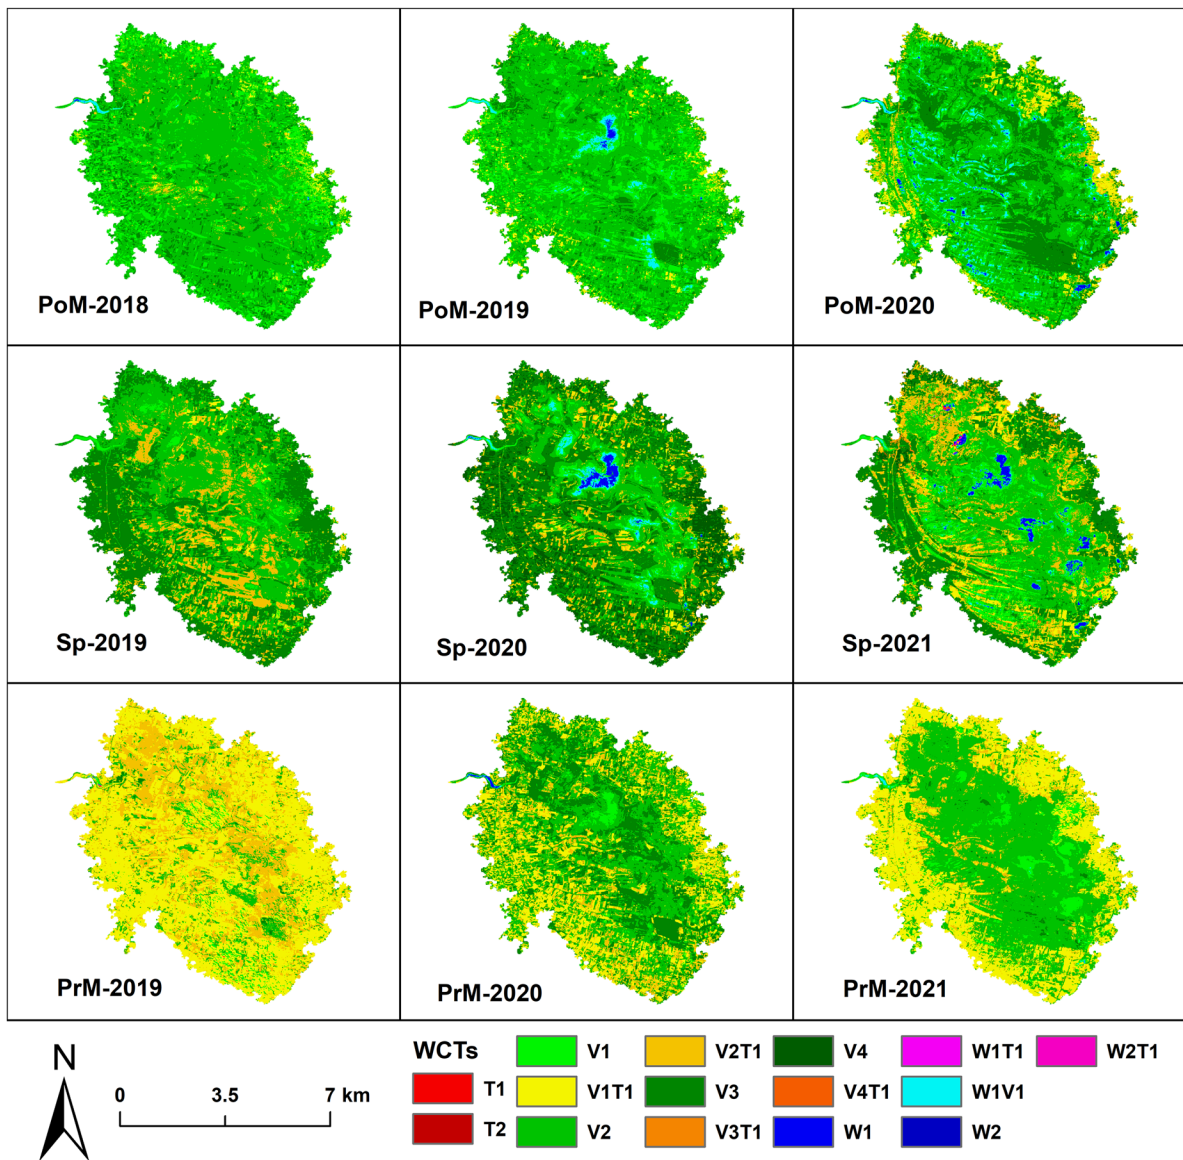 PoM-2018
PoM-2019
PoM-2020
Sp-2019
Sp-2020
Sp-2021
PrM-2019
PrM-2020
PrM-2021
N
0 3.5 7 km
WCTs V1 V2T1 V4 W1T1 W2T1
T1 V1T1 V3 V4T1 W1V1
T2 V2 V3T1 W1 W2